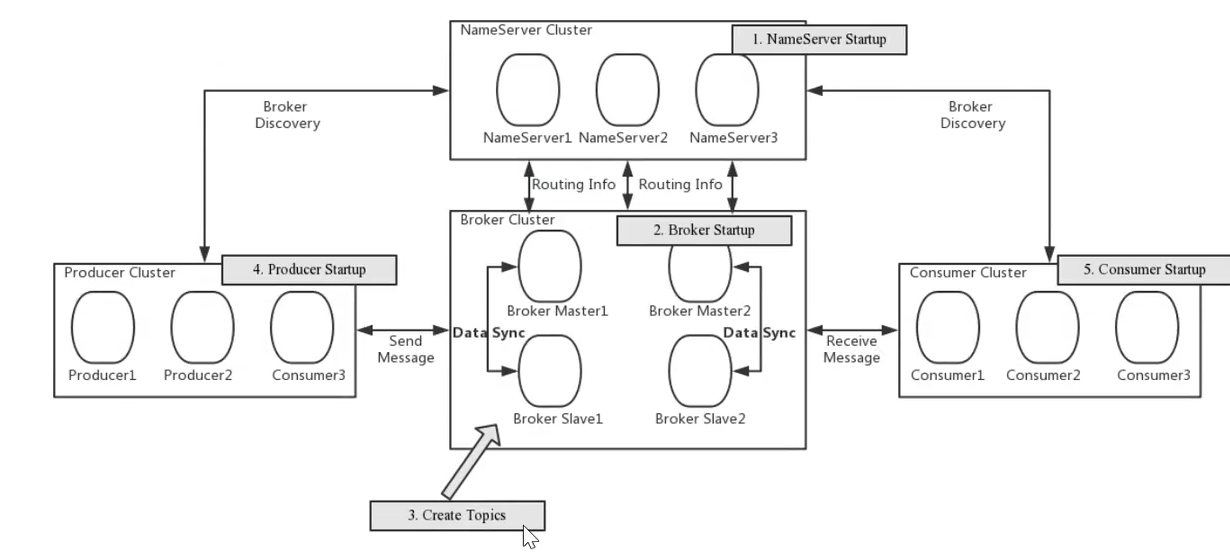 NameServer Cluster
1. NameServer Startup
NameServer1 NameServer2 NameServer3
Broker
Discovery
Broker
Discovery
Routing Info Routing Info
Broker Cluster
2. Broker Startup
Producer Cluster
4. Producer Startup
Consumer Cluster
5. Consumer Startup
Broker Master1 Broker Master2
Data Sync Data Sync
Send
Message
Receive
Message
Producer1 Producer2 Consumer3
Consumer1 Consumer2 Consumer3
Broker Slave1 Broker Slave2
3. Create Topics